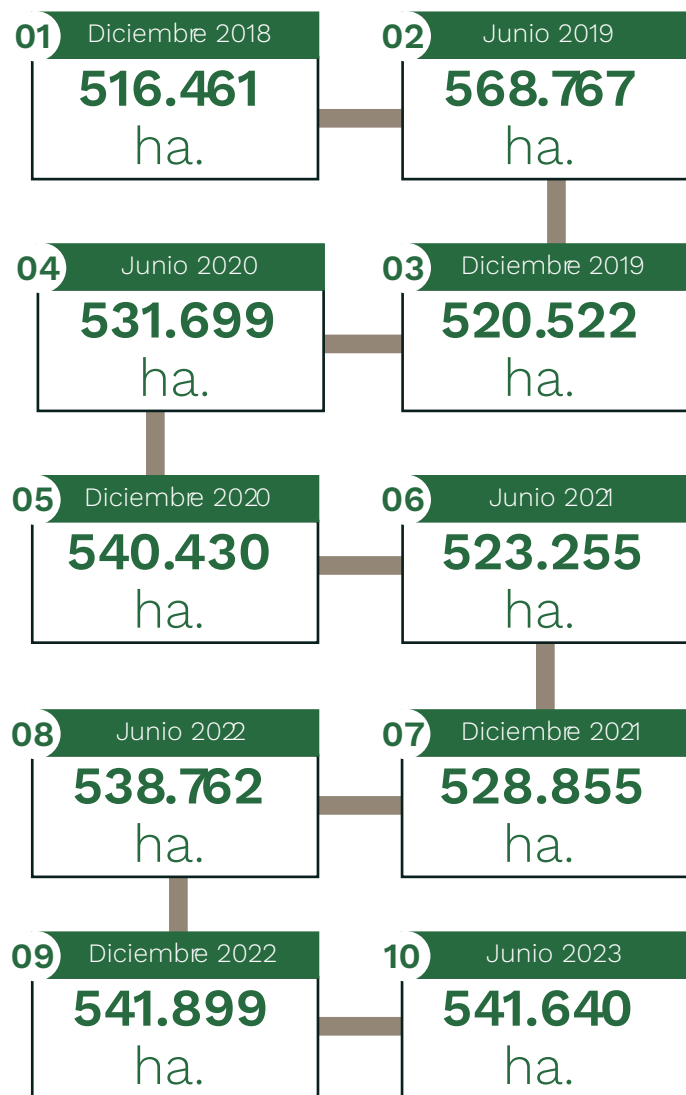 01 Diciembre 2018
516.461
ha.
02 Junio 2019
568.767
ha.
03 Diciembre 2019
520.522
ha.
04 Junio 2020
531.699
ha.
05 Diciembre 2020
540.430
ha.
06 Junio 2021
523.255
ha.
07 Diciembre 2021
528.855
ha.
08 Junio 2022
538.762
ha.
09 Diciembre 2022
541.899
ha.
10 Junio 2023
541.640
ha.